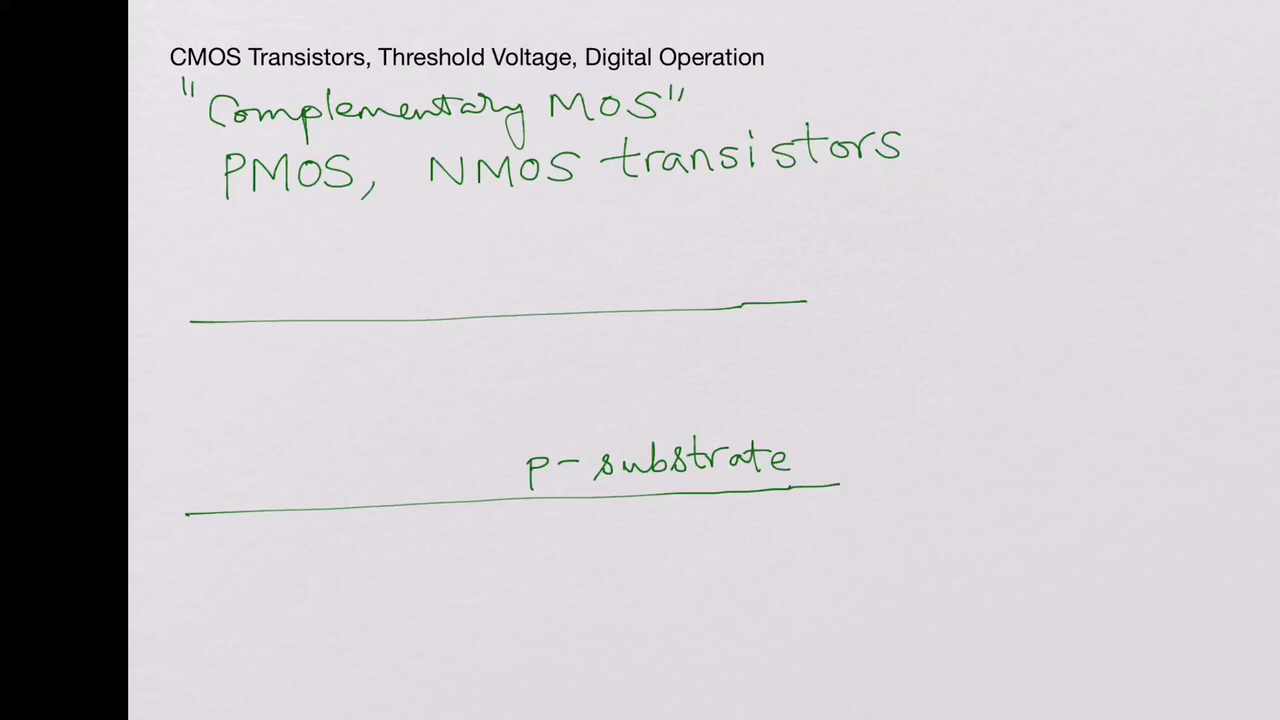 CMOS Transistors, Threshold Voltage, Digital Operation
"Complementary MOS"
PMOS, NMOS transistors
p-substrate